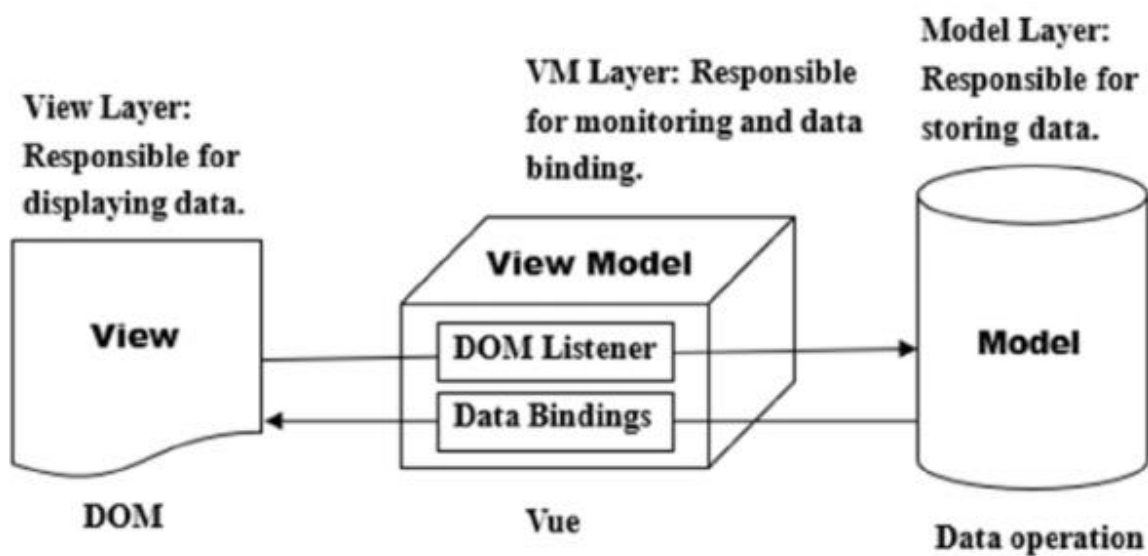 View Layer:
Responsible for
displaying data.
VM Layer: Responsible
for monitoring and data
binding.
Model Layer:
Responsible for
storing data.
View
View Model
DOM Listener
Data Bindings
Model
DOM
Vue
Data operation